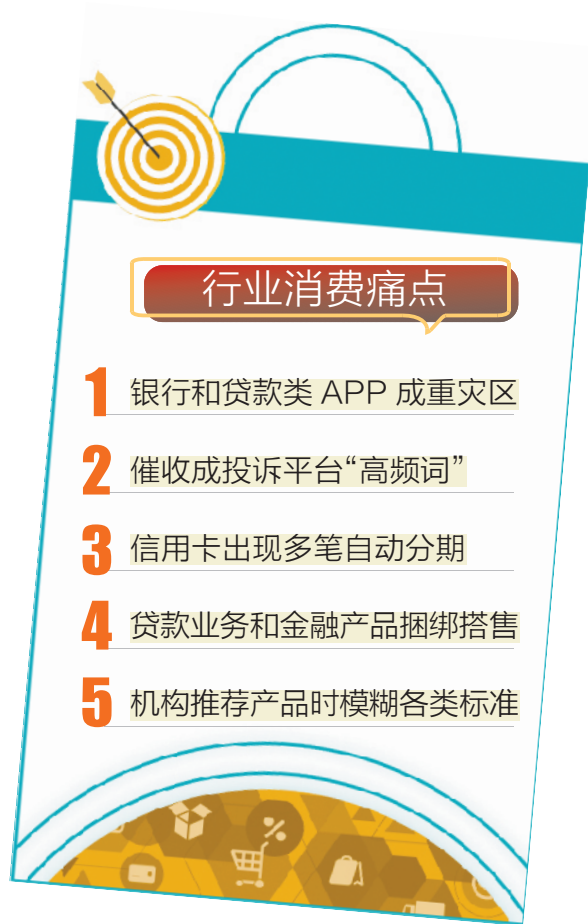 行业消费痛点
1 银行和贷款类 APP 成重灾区
2 催收成投诉平台“高频词”
3 信用卡出现多笔自动分期
4 贷款业务和金融产品捆绑搭售
5 机构推荐产品时模糊各类标准